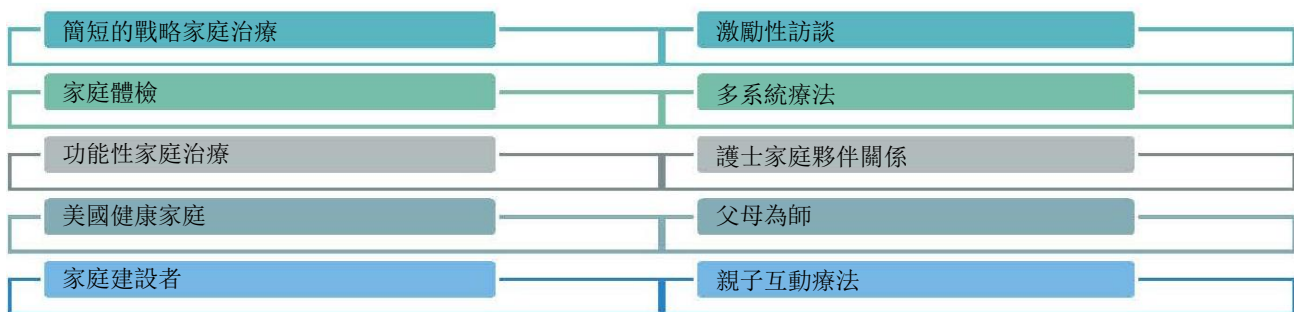 簡短的戰略家庭治療
激勵性訪談
家庭體檢
多系統療法
功能性家庭治療
護士家庭夥伴關係
美國健康家庭
父母為師
家庭建設者
親子互動療法